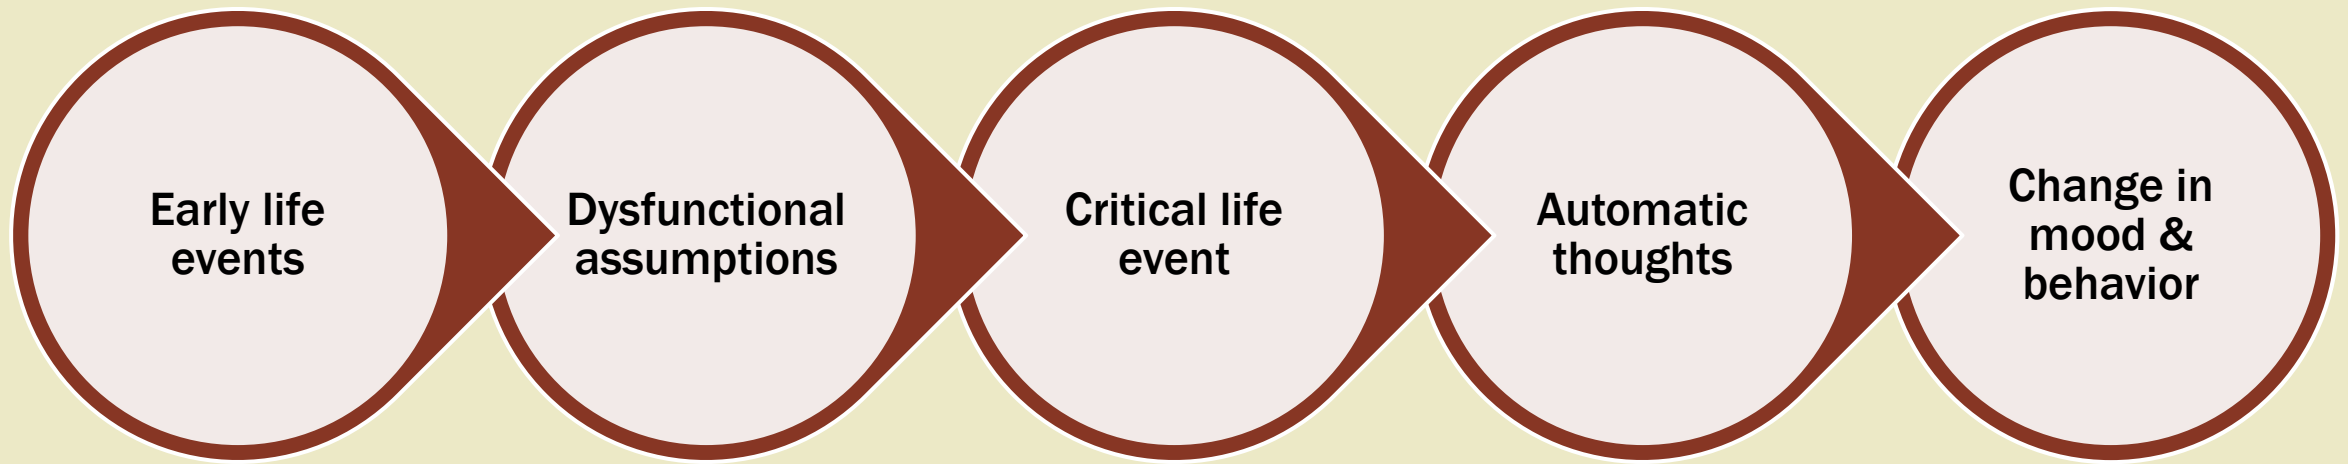 Early life
events
Dysfunctional
assumptions
Critical life
event
Automatic
thoughts
Change in
mood &
behavior